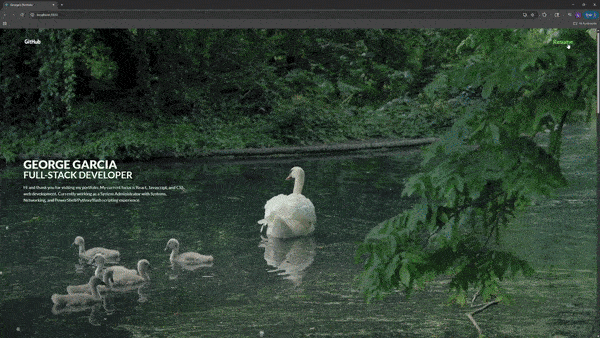 GitHub
Resume
GEORGE GARCIA
FULL-STACK DEVELOPER
Hi and thank you for visiting my portfolio. My current focus is React, Javascript, and CSS
web development. Currently working as a System Administrator with Systems,
Networking, and PowerShell/Python/Bash scripting experience.